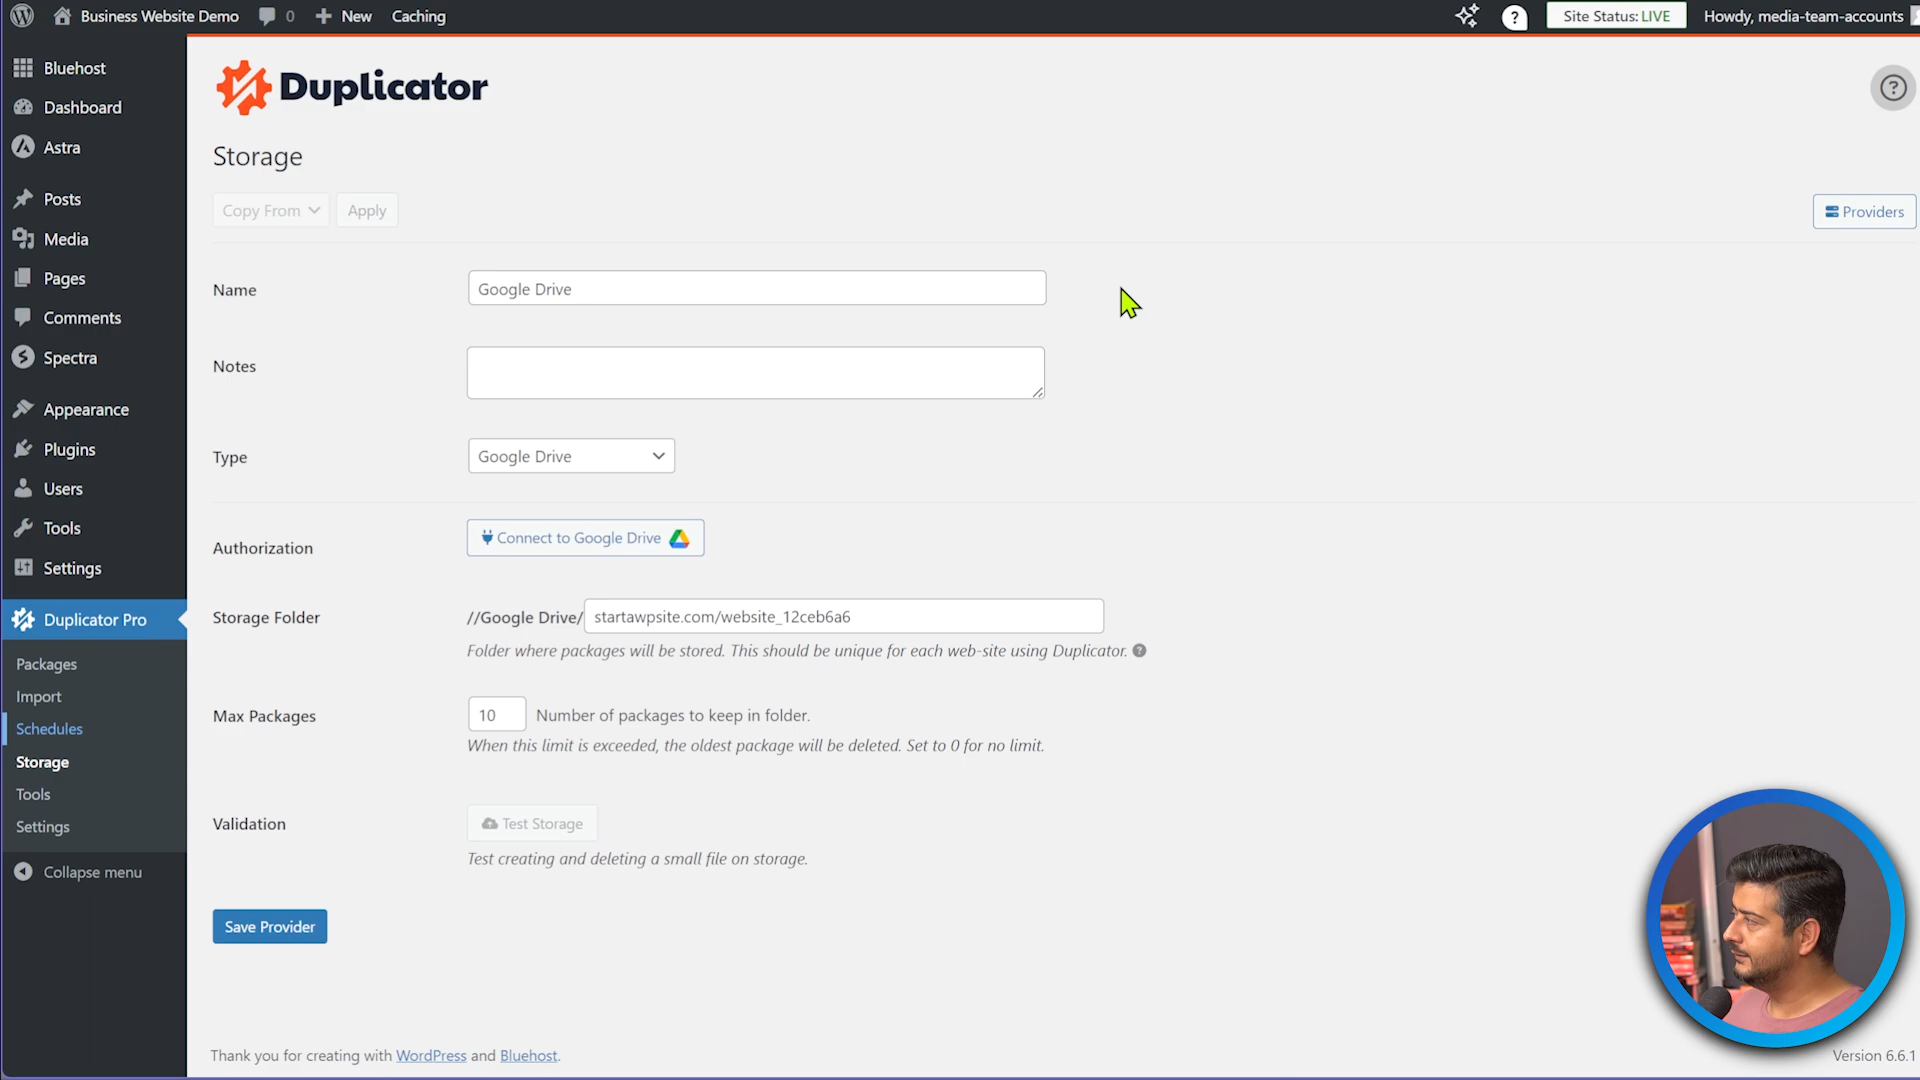 Business Website Demo 0 New Caching ? Site Status: LIVE Howdy, media-team-accounts
Bluehost
Dashboard
Astra
Posts
Media
Pages
Comments
Spectra
Appearance
Plugins
Users
Tools
Settings
Duplicator Pro
Packages
Import
Schedules
Storage
Tools
Settings
Collapse menu
Duplicator
?
Storage
Copy From Apply Providers
Name Google Drive
Notes
Type Google Drive
Authorization Connect to Google Drive
Storage Folder //Google Drive/ startawpsite.com/website_12ceb6a6
Folder where packages will be stored. This should be unique for each web-site using Duplicator. ?
Max Packages 10 Number of packages to keep in folder.
When this limit is exceeded, the oldest package will be deleted. Set to 0 for no limit.
Validation Test Storage
Test creating and deleting a small file on storage.
Save Provider
Thank you for creating with WordPress and Bluehost. Version 6.6.1